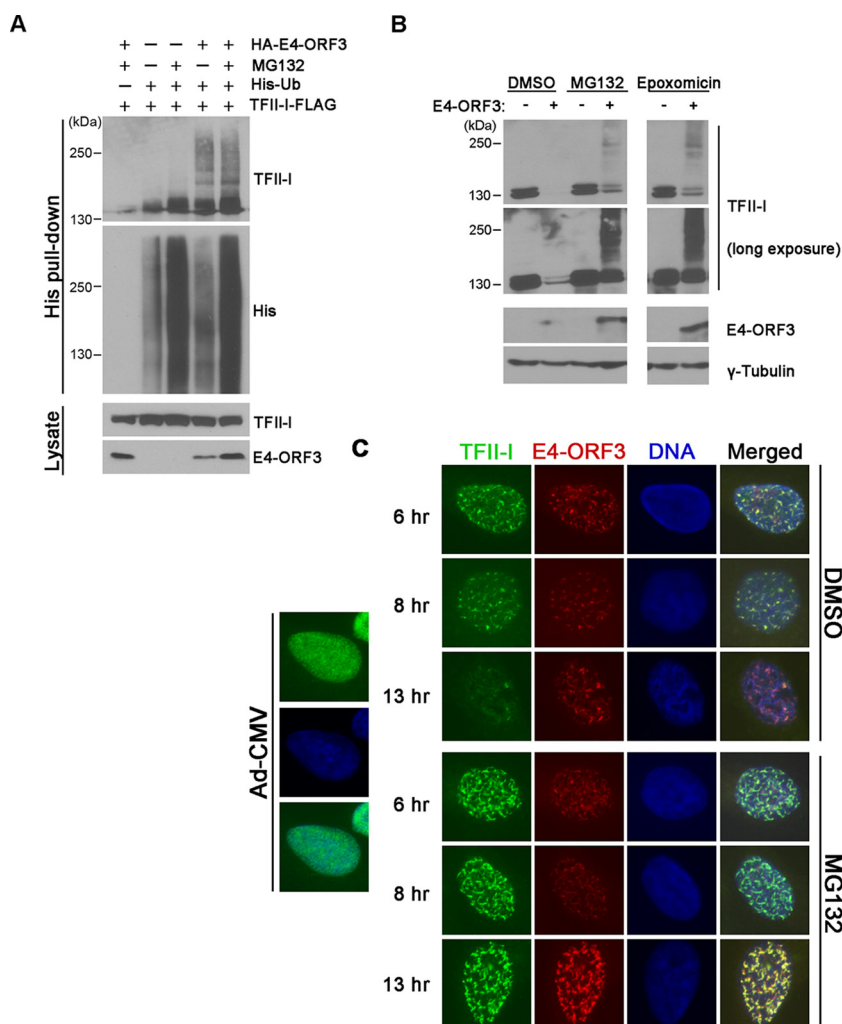 A
+ − − + + HA-E4-ORF3
+ − + − + MG132
− + + + + His-Ub
+ + + + + TFII-I-FLAG
(kDa)
250
130
TFII-I
250
130
His
His pull-down
TFII-I
E4-ORF3
Lysate
B
DMSO MG132 Epoxomicin
E4-ORF3: - + - + - +
(kDa)
250
130
250
130
TFII-I
(long exposure)
E4-ORF3
γ-Tubulin
C
TFII-I E4-ORF3 DNA Merged
6 hr
8 hr
13 hr
DMSO
6 hr
8 hr
13 hr
MG132
Ad-CMV